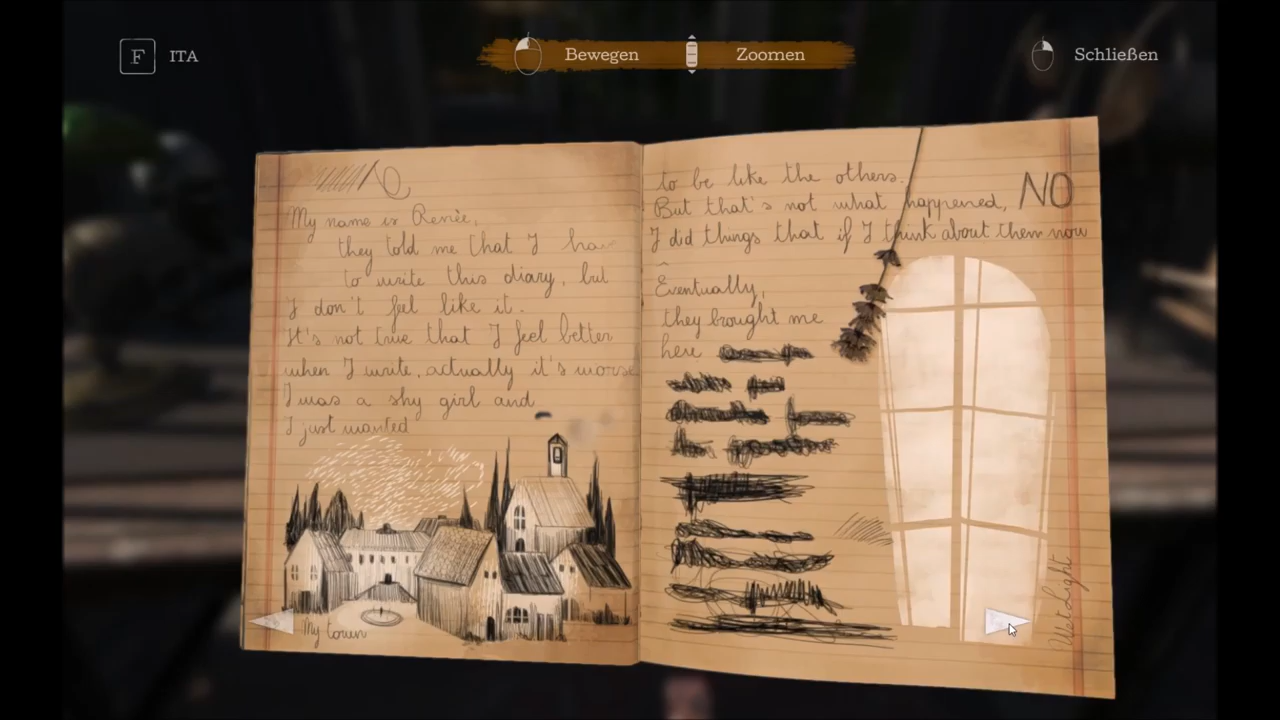 F ITA
Bewegen
Zoomen
Schließen
My name is Renèe,
they told me that I have
to write this diary, but
I don't feel like it.
It's not true that I feel better
when I write, actually it's worse
I was a shy girl and
I just wanted
My town
to be like the others.
But that's not what happened, NO
I did things that if I think about them now
Eventually,
they brought me
here